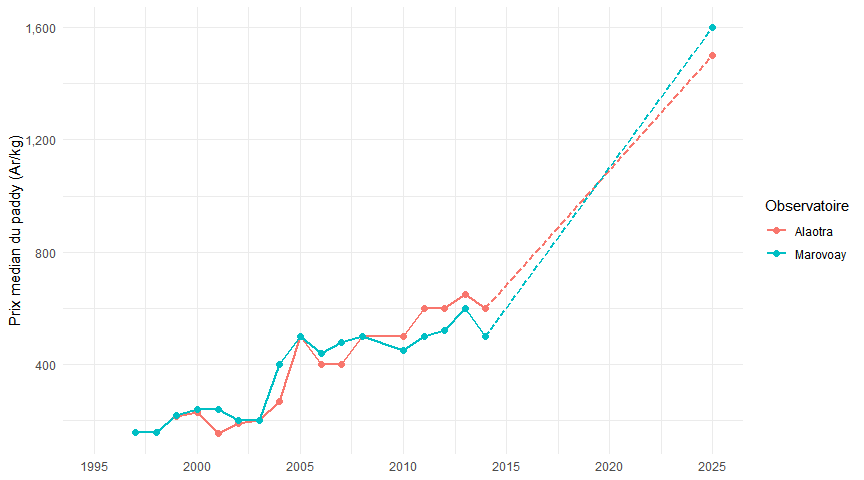 Prix median du paddy (Ar/kg)
1,600
1,200
800
400
1995 2000 2005 2010 2015 2020 2025
Observatoire
Alaotra
Marovoay